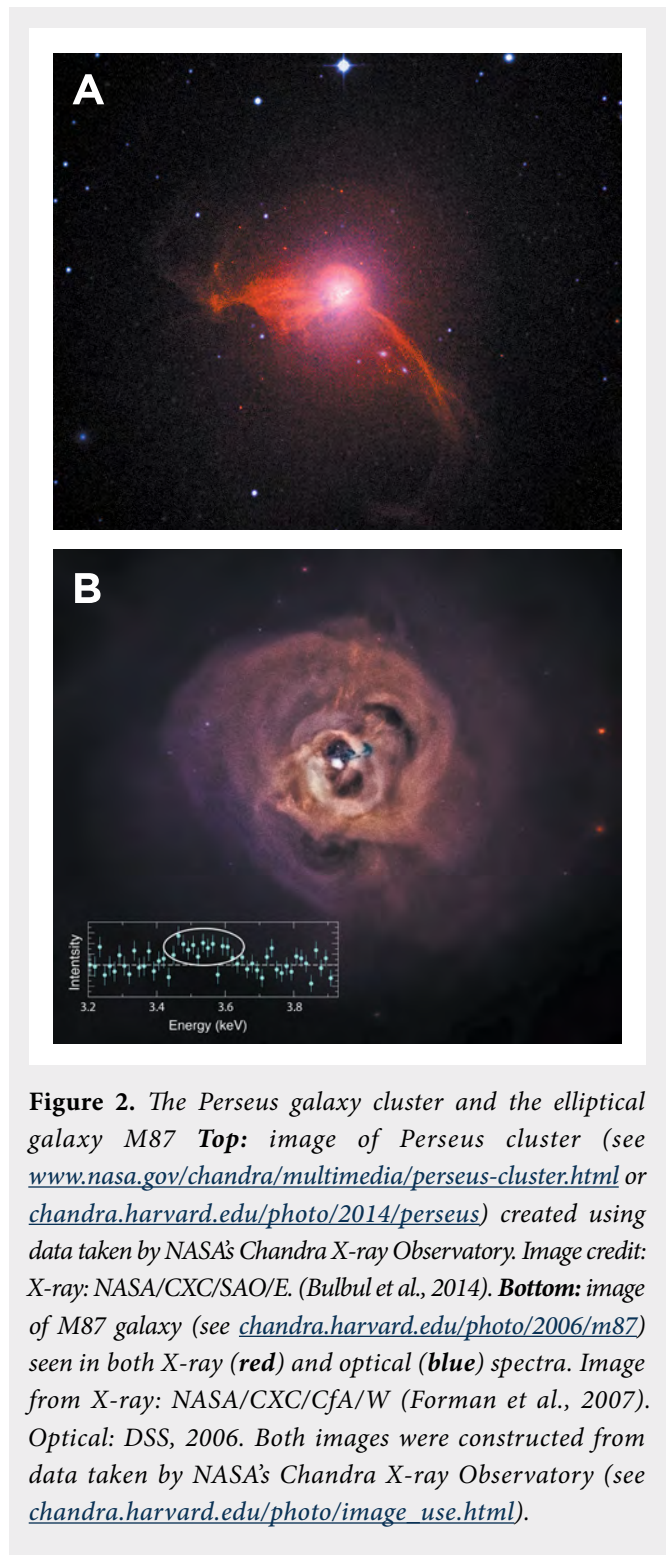 A
B
Intentsity
3.2
3.4
3.6
3.8
Energy (keV)
Figure 2. The Perseus galaxy cluster and the elliptical
galaxy M87 Top: image of Perseus cluster (see
www.nasa.gov/chandra/multimedia/perseus-cluster.html or
chandra.harvard.edu/photo/2014/perseus) created using
data taken by NASA's Chandra X-ray Observatory. Image credit:
X-ray: NASA/CXC/SAO/E. (Bulbul et al., 2014). Bottom: image
of M87 galaxy (see chandra.harvard.edu/photo/2006/m87)
seen in both X-ray (red) and optical (blue) spectra. Image
from X-ray: NASA/CXC/CfA/W (Forman et al., 2007).
Optical: DSS, 2006. Both images were constructed from
data taken by NASA's Chandra X-ray Observatory (see
chandra.harvard.edu/photo/image_use.html).